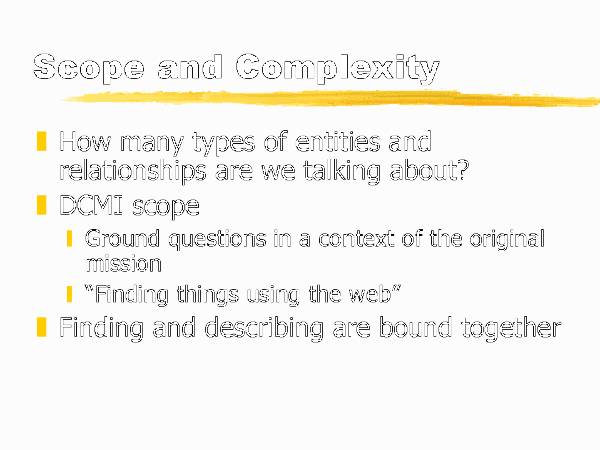 Scope and Complexity
How many types of entities and
relationships are we talking about?
DCMI scope
Ground questions in a context of the original
mission
“Finding things using the web”
Finding and describing are bound together